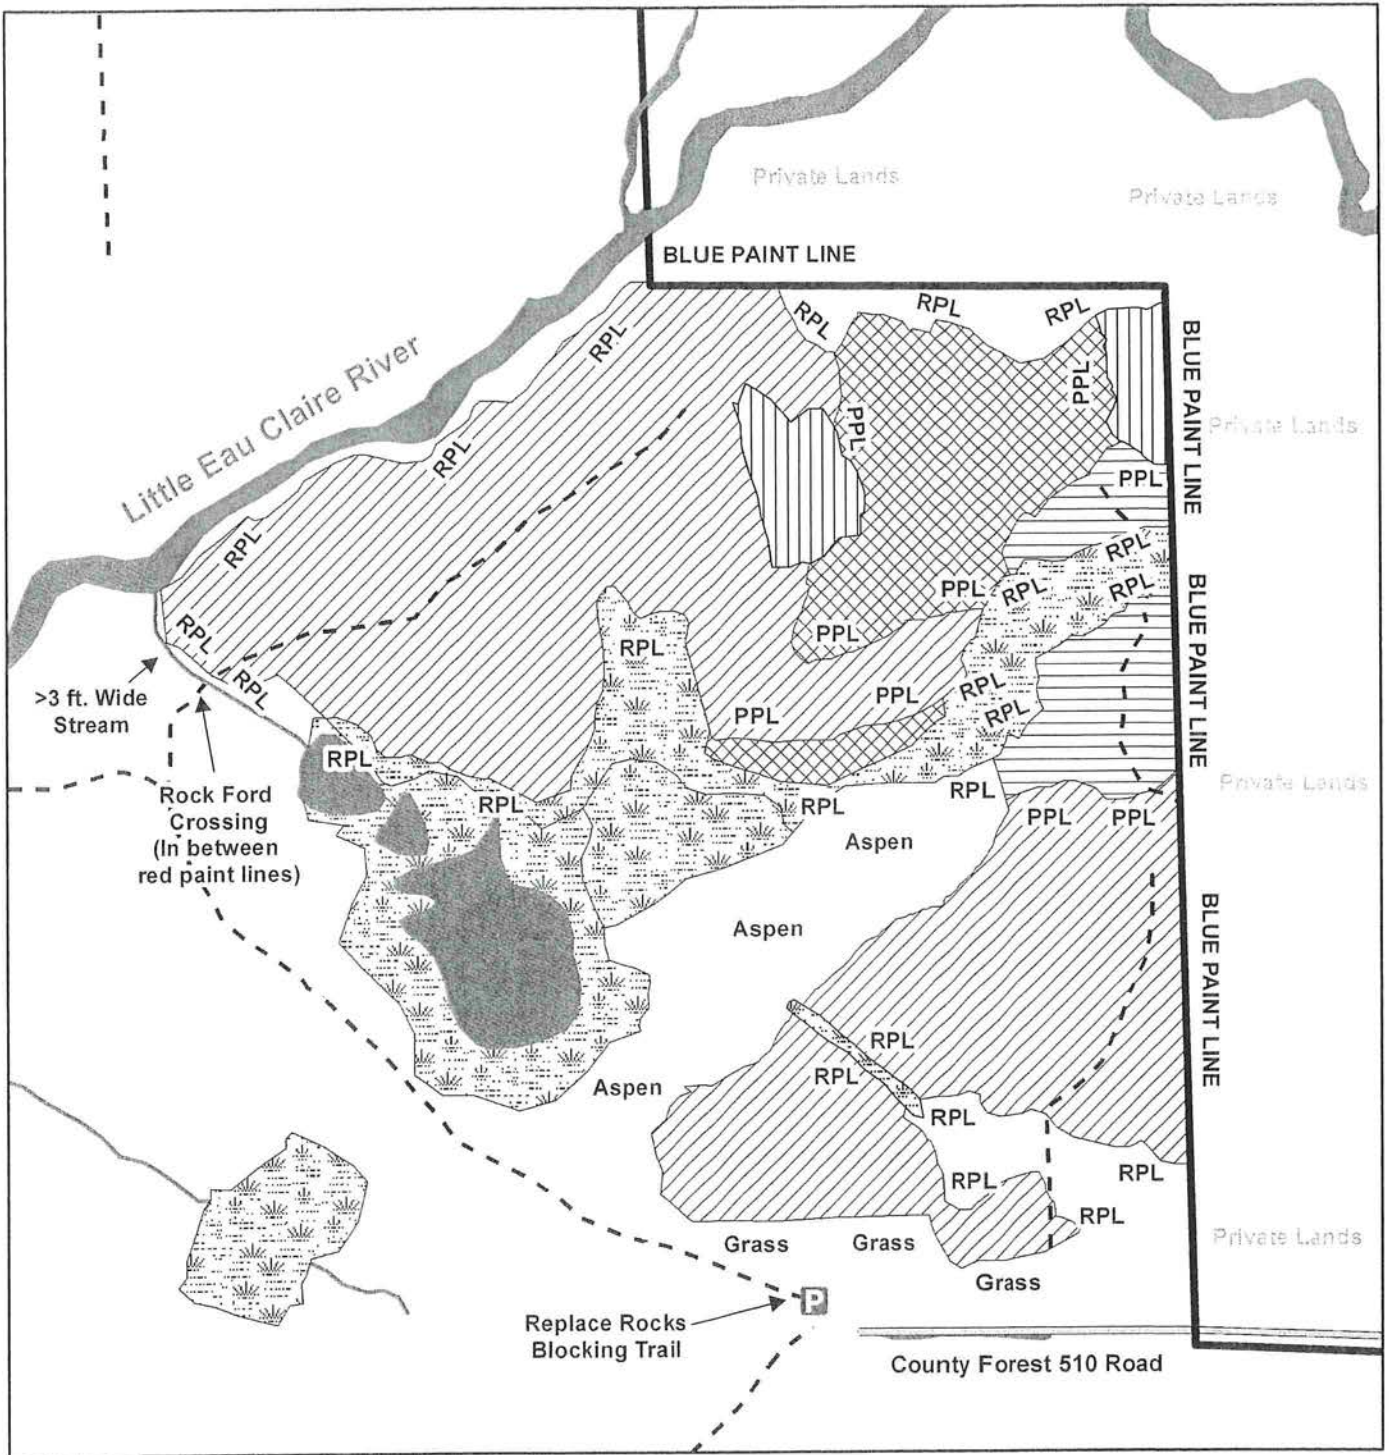 Private Lands
Private Lands
BLUE PAINT LINE
RPL
RPL
RPL
RPL
BLUE PAINT LINE
Little Eau Claire River
PPL
PPL
Private Lands
RPL
PPL
RPL
RPL
PPL
RPL
RPL
BLUE PAINT LINE
RPL
PPL
RPL
RPL
PPL
RPL
>3 ft. Wide
Stream
PPL
RPL
RPL
Private Lands
RPL
RPL
RPL
Rock Ford
Crossing
(In between
red paint lines)
PPL
PPL
Aspen
Aspen
BLUE PAINT LINE
RPL
RPL
Aspen
RPL
RPL
RPL
RPL
Private Lands
Grass
Grass
Grass
P
Replace Rocks
Blocking Trail
County Forest 510 Road